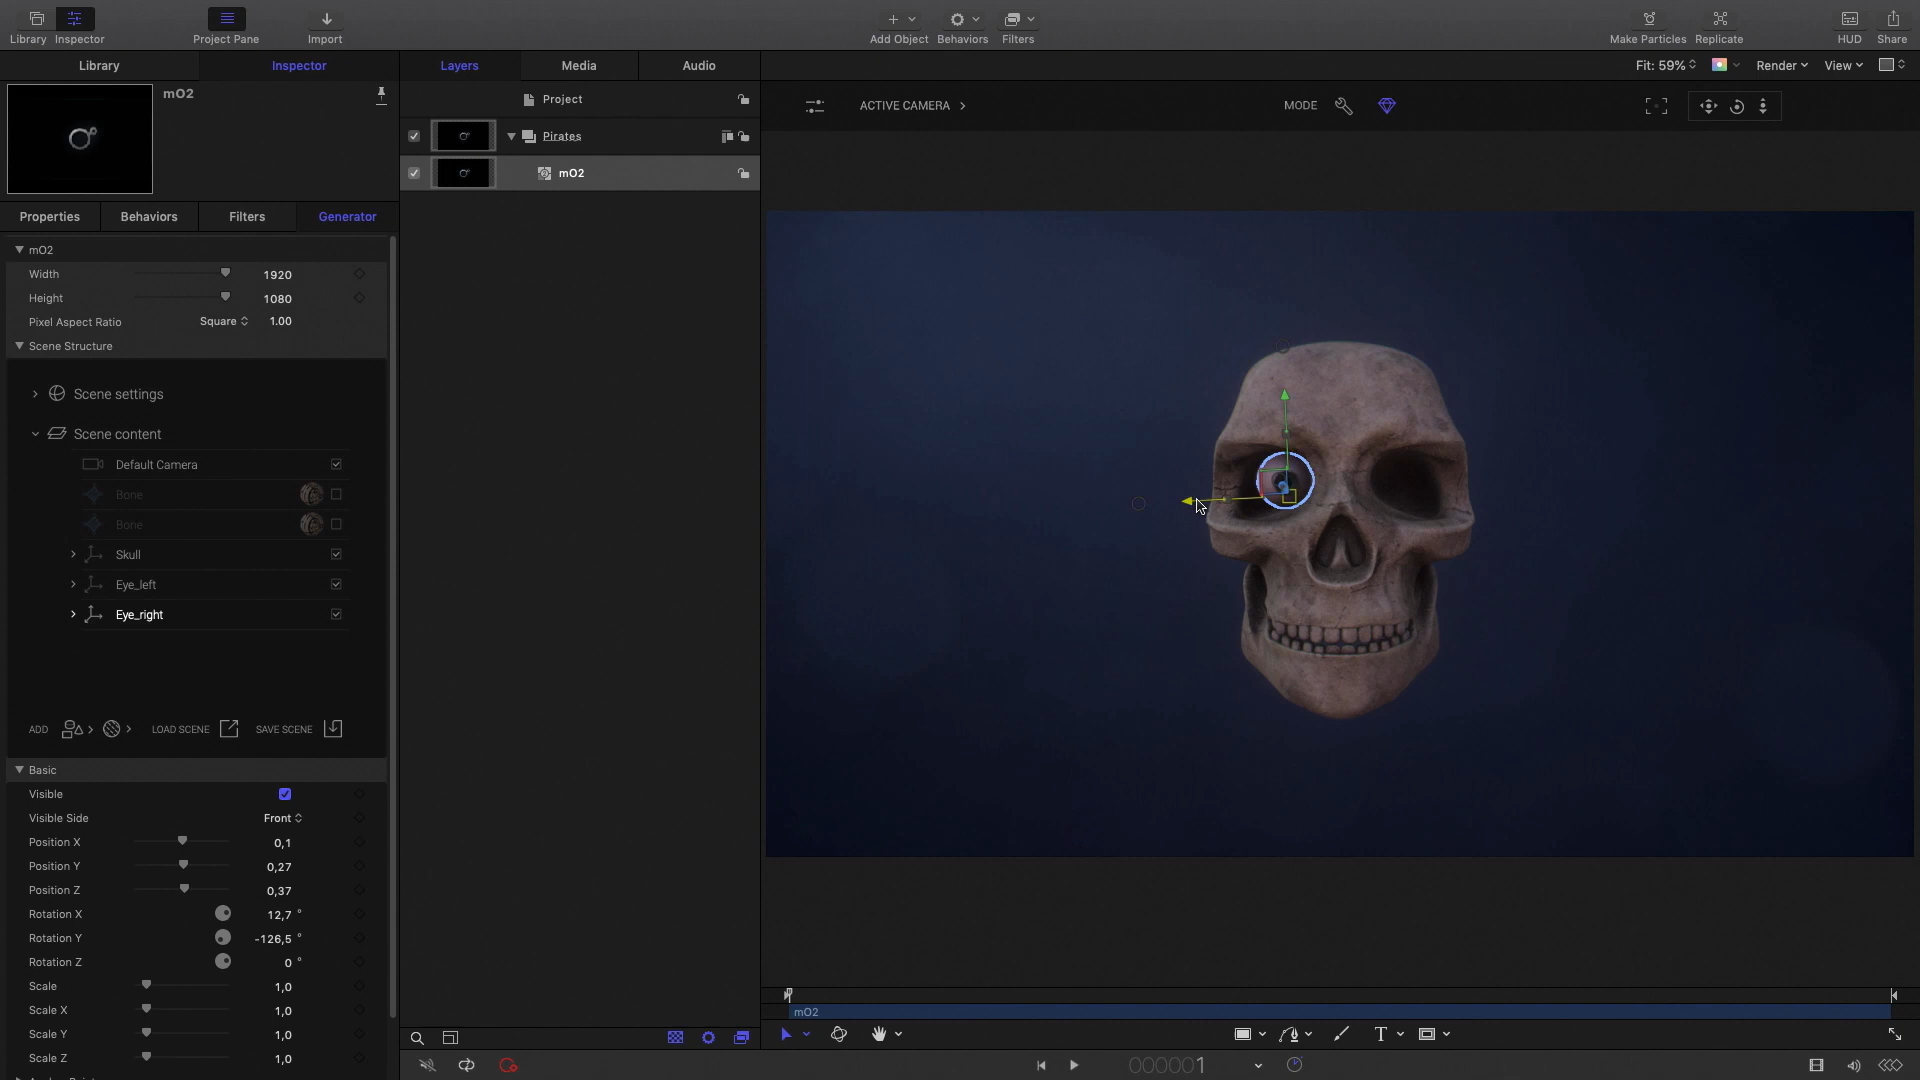 Library
Inspector
Project Pane
Import
Add Object
Behaviors
Filters
Make Particles
Replicate
HUD
Share
Library
Inspector
Layers
Media
Audio
Fit: 59%
Render
View
mO2
Project
ACTIVE CAMERA
MODE
Pirates
mO2
Properties
Behaviors
Filters
Generator
mO2
Width 1920
Height 1080
Pixel Aspect Ratio Square 1.00
Scene Structure
Scene settings
Scene content
Default Camera
Bone
Bone
Skull
Eye_left
Eye_right
ADD
LOAD SCENE
SAVE SCENE
Basic
Visible
Visible Side Front
Position X 0,1
Position Y 0,27
Position Z 0,37
Rotation X 12,7 °
Rotation Y -126,5 °
Rotation Z 0 °
Scale 1,0
Scale X 1,0
Scale Y 1,0
Scale Z 1,0
mO2
T
000001